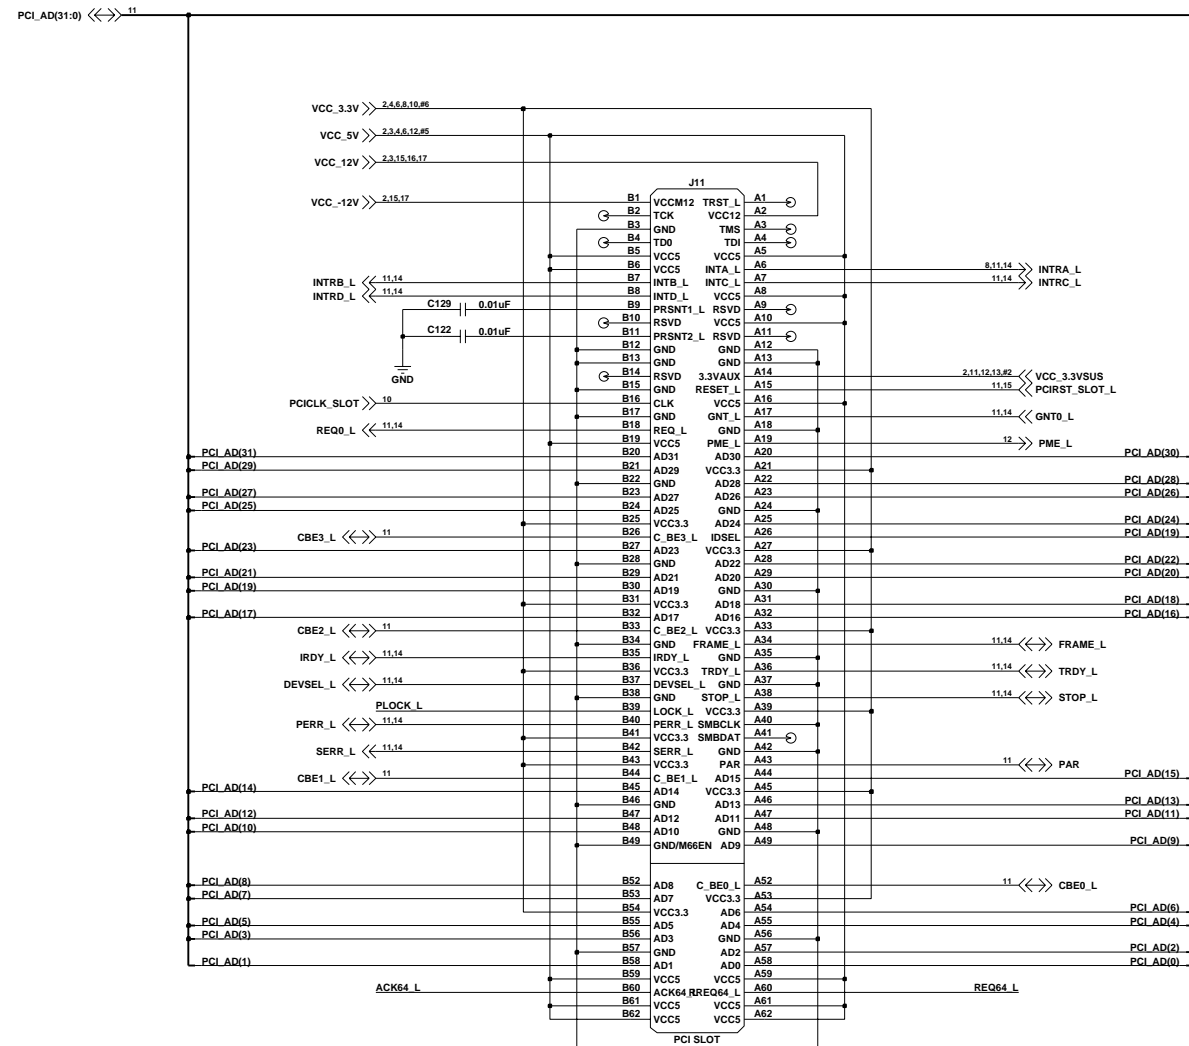 PCI_AD(31:0) 11
VCC_3.3V 2,4,6,8,10,#6
VCC_5V 2,3,4,6,12,#5
VCC_12V 2,3,15,16,17
J11
VCC_-12V 2,15,17 B1 VCCM12 TRST_L A1
B2 TCK VCC12 A2
B3 GND TMS A3
B4 TD0 TDI A4
B5 VCC5 VCC5 A5
B6 VCC5 INTA_L A6 8,11,14 INTRA_L
INTRB_L 11,14 B7 INTB_L INTC_L A7 11,14 INTRC_L
INTRD_L 11,14 B8 INTD_L VCC5 A8
C129 0.01uF B9 PRSNT1_L RSVD A9
B10 RSVD VCC5 A10
C122 0.01uF B11 PRSNT2_L RSVD A11
B12 GND GND A12
B13 GND GND A13
GND B14 RSVD 3.3VAUX A14 2,11,12,13,#2 VCC_3.3VSUS
B15 GND RESET_L A15 11,15 PCIRST_SLOT_L
PCICLK_SLOT 10 B16 CLK VCC5 A16
B17 GND GNT_L A17 11,14 GNT0_L
REQ0_L 11,14 B18 REQ_L GND A18
B19 VCC5 PME_L A19 12 PME_L
PCI_AD(31) B20 AD31 AD30 A20 PCI_AD(30)
PCI_AD(29) B21 AD29 VCC3.3 A21
B22 GND AD28 A22 PCI_AD(28)
PCI_AD(27) B23 AD27 AD26 A23 PCI_AD(26)
PCI_AD(25) B24 AD25 GND A24
B25 VCC3.3 AD24 A25 PCI_AD(24)
CBE3_L 11 B26 C_BE3_L IDSEL A26 PCI_AD(19)
PCI_AD(23) B27 AD23 VCC3.3 A27
B28 GND AD22 A28 PCI_AD(22)
PCI_AD(21) B29 AD21 AD20 A29 PCI_AD(20)
PCI_AD(19) B30 AD19 GND A30
B31 VCC3.3 AD18 A31 PCI_AD(18)
PCI_AD(17) B32 AD17 AD16 A32 PCI_AD(16)
CBE2_L 11 B33 C_BE2_L VCC3.3 A33
B34 GND FRAME_L A34 11,14 FRAME_L
IRDY_L 11,14 B35 IRDY_L GND A35
B36 VCC3.3 TRDY_L A36 11,14 TRDY_L
DEVSEL_L 11,14 B37 DEVSEL_L GND A37
B38 GND STOP_L A38 11,14 STOP_L
PLOCK_L B39 LOCK_L VCC3.3 A39
PERR_L 11,14 B40 PERR_L SMBCLK A40
B41 VCC3.3 SMBDAT A41
SERR_L 11,14 B42 SERR_L GND A42
B43 VCC3.3 PAR A43 11 PAR
CBE1_L 11 B44 C_BE1_L AD15 A44 PCI_AD(15)
PCI_AD(14) B45 AD14 VCC3.3 A45
B46 GND AD13 A46 PCI_AD(13)
PCI_AD(12) B47 AD12 AD11 A47 PCI_AD(11)
PCI_AD(10) B48 AD10 GND A48
B49 GND/M66EN AD9 A49 PCI_AD(9)
PCI_AD(8) B52 AD8 C_BE0_L A52 11 CBE0_L
PCI_AD(7) B53 AD7 VCC3.3 A53
B54 VCC3.3 AD6 A54 PCI_AD(6)
PCI_AD(5) B55 AD5 AD4 A55 PCI_AD(4)
PCI_AD(3) B56 AD3 GND A56
B57 GND AD2 A57 PCI_AD(2)
PCI_AD(1) B58 AD1 AD0 A58 PCI_AD(0)
B59 VCC5 VCC5 A59
ACK64_L B60 ACK64_L REQ64_L A60 REQ64_L
B61 VCC5 VCC5 A61
B62 VCC5 VCC5 A62
PCI SLOT